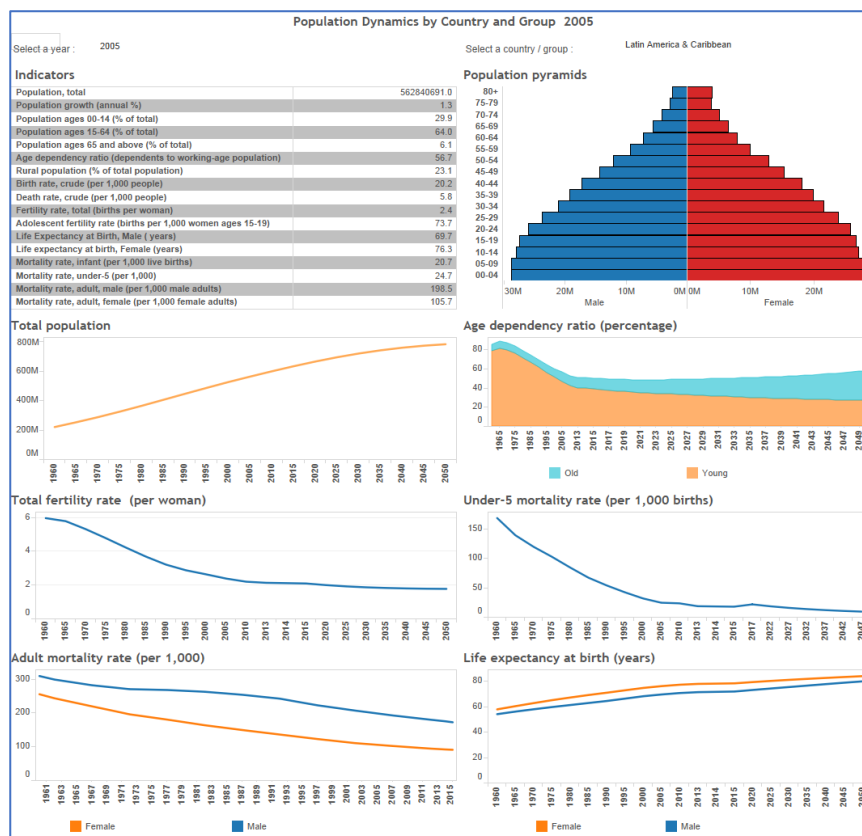 Population Dynamics by Country and Group 2005
Select a year : 2005
Select a country / group : Latin America & Caribbean
Indicators
Population, total 562840691.0
Population growth (annual %) 1.3
Population ages 00-14 (% of total) 29.9
Population ages 15-64 (% of total) 64.0
Population ages 65 and above (% of total) 6.1
Age dependency ratio (dependents to working-age population) 56.7
Rural population (% of total population) 23.1
Birth rate, crude (per 1,000 people) 20.2
Death rate, crude (per 1,000 people) 5.8
Fertility rate, total (births per woman) 2.4
Adolescent fertility rate (births per 1,000 women ages 15-19) 73.7
Life Expectancy at Birth, Male ( years) 69.7
Life expectancy at birth, Female (years) 76.3
Mortality rate, infant (per 1,000 live births) 20.7
Mortality rate, under-5 (per 1,000) 24.7
Mortality rate, adult, male (per 1,000 male adults) 198.5
Mortality rate, adult, female (per 1,000 female adults) 105.7
Population pyramids
80+
75-79
70-74
65-69
60-64
55-59
50-54
45-49
40-44
35-39
30-34
25-29
20-24
15-19
10-14
05-09
00-04
30M 20M 10M 0M 0M 10M 20M
Male Female
Total population
800M
600M
400M
200M
0M
1960 1965 1970 1975 1980 1985 1990 1995 2000 2005 2010 2015 2020 2025 2030 2035 2040 2045 2050
Age dependency ratio (percentage)
80
60
40
20
0
1965 1975 1985 1995 2005 2013 2015 2017 2019 2021 2023 2025 2027 2029 2031 2033 2035 2037 2039 2041 2043 2045 2047 2049
Old Young
Total fertility rate (per woman)
6
4
2
0
1960 1965 1970 1975 1980 1985 1990 1995 2000 2005 2010 2013 2014 2015 2020 2025 2030 2035 2040 2045 2050
Under-5 mortality rate (per 1,000 births)
150
100
50
0
1960 1965 1970 1975 1980 1985 1990 1995 2000 2005 2010 2013 2014 2015 2017 2022 2027 2032 2037 2042 2047
Adult mortality rate (per 1,000)
300
200
100
0
1961 1963 1965 1967 1969 1971 1973 1975 1977 1979 1981 1983 1985 1987 1989 1991 1993 1995 1997 1999 2001 2003 2005 2007 2009 2011 2013 2015
Female Male
Life expectancy at birth (years)
80
60
40
20
0
1960 1965 1970 1975 1980 1985 1990 1995 2000 2005 2010 2013 2014 2015 2020 2025 2030 2035 2040 2045 2050
Female Male